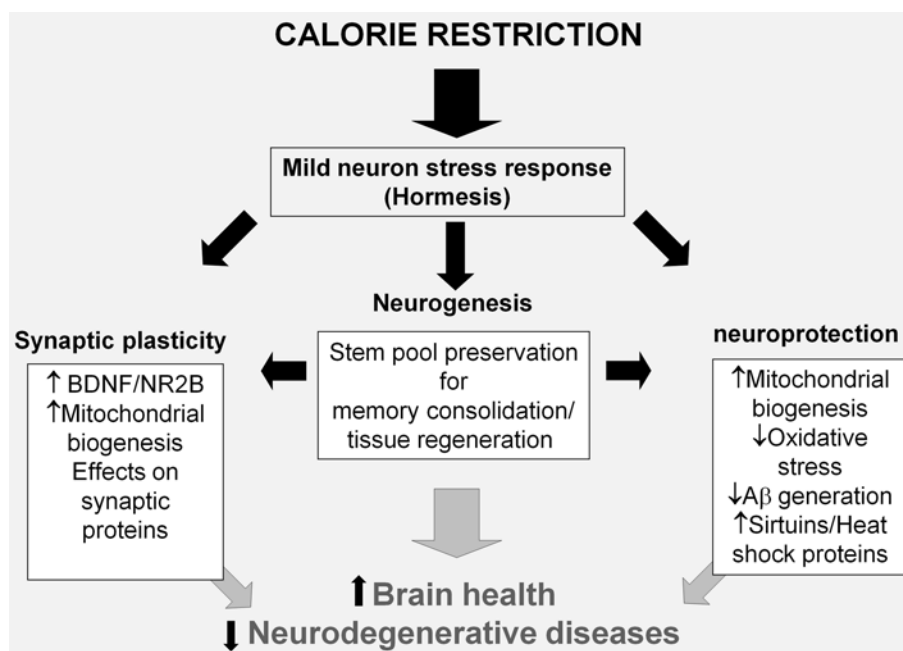 CALORIE RESTRICTION
Mild neuron stress response
(Hormesis)
Neurogenesis
Stem pool preservation
for
memory consolidation/
tissue regeneration
Synaptic plasticity
↑ BDNF/NR2B
↑Mitochondrial
biogenesis
Effects on
synaptic
proteins
neuroprotection
↑Mitochondrial
biogenesis
↓Oxidative
stress
↓Aβ generation
↑Sirtuins/Heat
shock proteins
↑Brain health
↓ Neurodegenerative diseases